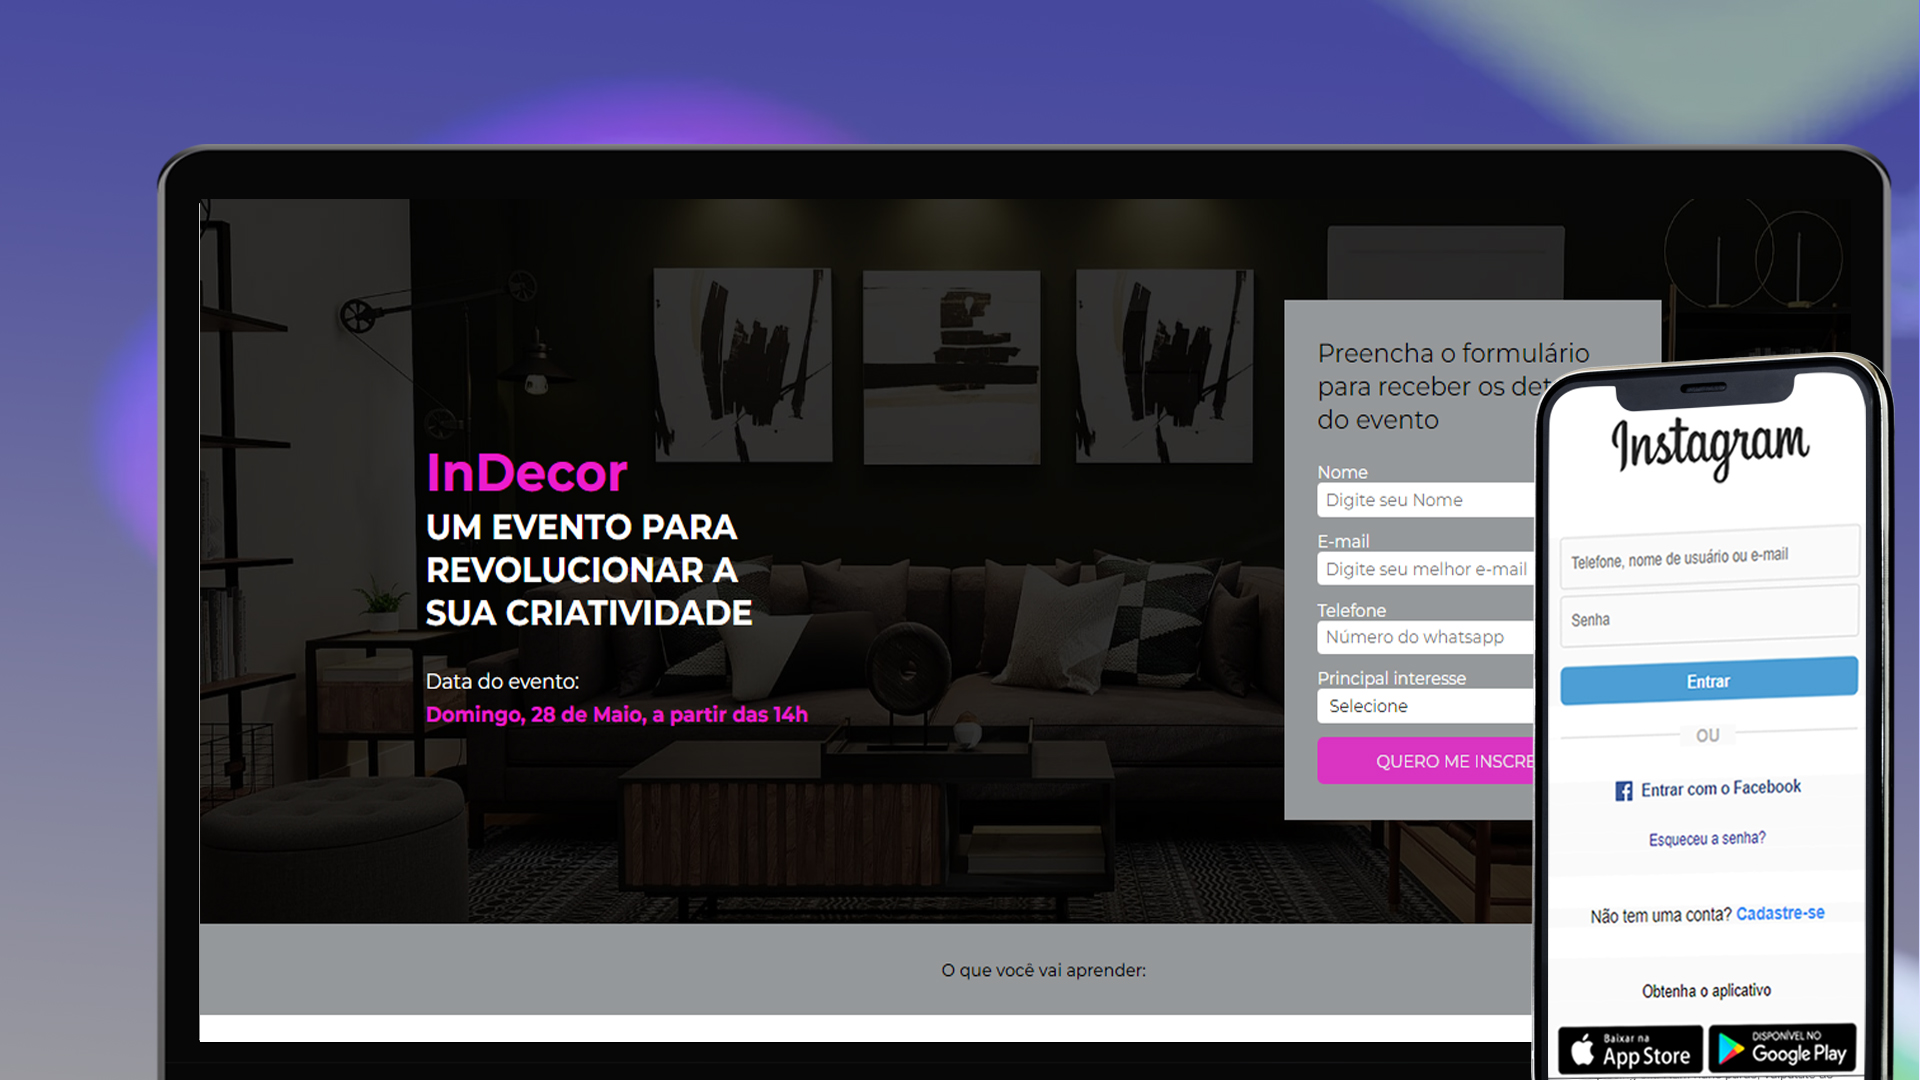 InDecor
UM EVENTO PARA
REVOLUCIONAR A
SUA CRIATIVIDADE
Data do evento:
Domingo, 28 de Maio, a partir das 14h
Preencha o formulário
para receber os det
do evento
Nome
Digite seu Nome
E-mail
Digite seu melhor e-mail
Telefone
Número do whatsapp
Principal interesse
Selecione
QUERO ME INSCRE
O que você vai aprender:
Instagram
Telefone, nome de usuário ou e-mail
Senha
Entrar
OU
Entrar com o Facebook
Esqueceu a senha?
Não tem uma conta? Cadastre-se
Obtenha o aplicativo
Baixar na
App Store
DISPONÍVEL NO
Google Play